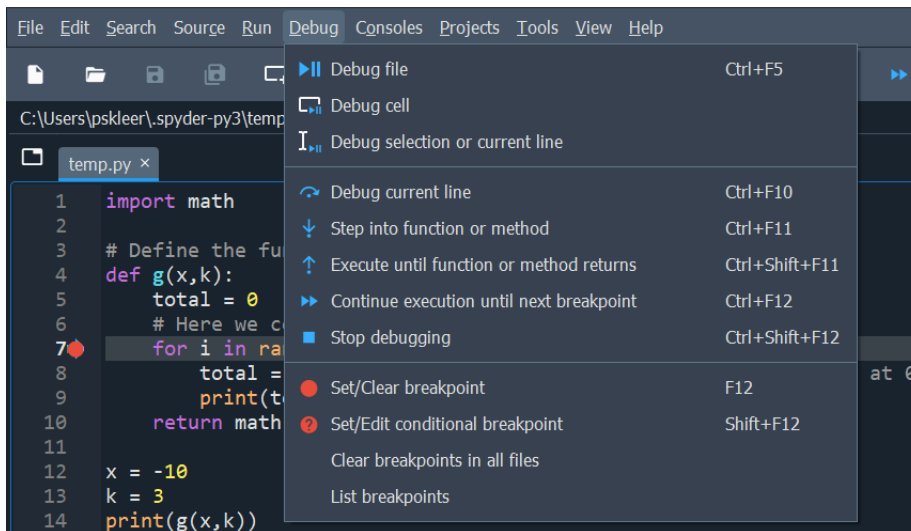 File Edit Search Source Run Debug Consoles Projects Tools View Help
Debug file Ctrl+F5
Debug cell
C:\Users\pskleer\.spyder-py3\temp
Debug selection or current line
temp.py ×
1 import math
Debug current line Ctrl+F10
2
Step into function or method Ctrl+F11
3 # Define the fu
4 def g(x,k):
Execute until function or method returns Ctrl+Shift+F11
5 total = 0
Continue execution until next breakpoint Ctrl+F12
6 # Here we c
Stop debugging Ctrl+Shift+F12
7 for i in ra
8 total = at
Set/Clear breakpoint F12
9 print(t
10 return math
Set/Edit conditional breakpoint Shift+F12
11
Clear breakpoints in all files
12 x = -10
13 k = 3
List breakpoints
14 print(g(x,k))